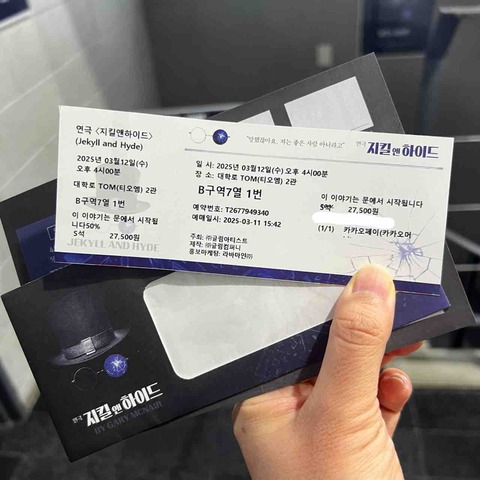 연극 <지킬앤하이드>
(Jekyll and Hyde)
2025년 03월12일(수)
오후 4시00분
대학로 TOM(티오엠) 2관
B구역7열 1번
이 이야기는 문에서 시작됩
니다50%
S석 27,500원
JEKYLL AND HYDE
"말했잖아요. 저는 좋은 사람 아니라고"
연극 지킬앤하이드
일 시: 2025년 03월12일(수) 오후 4시00분
장 소: 대학로 TOM(티오엠) 2관
B구역7열 1번
예약번호: T2677949340
예매일시: 2025-03-11 15:42
주최: ㈜글림아티스트
제작: ㈜글림컴퍼니
홍보마케팅: 라바마인㈜
이 이야기는 문에서 시작됩니다
27,500원
(1/1) 카카오페이(카카오머
연극 지킬앤하이드
BY GARY MCNAIR